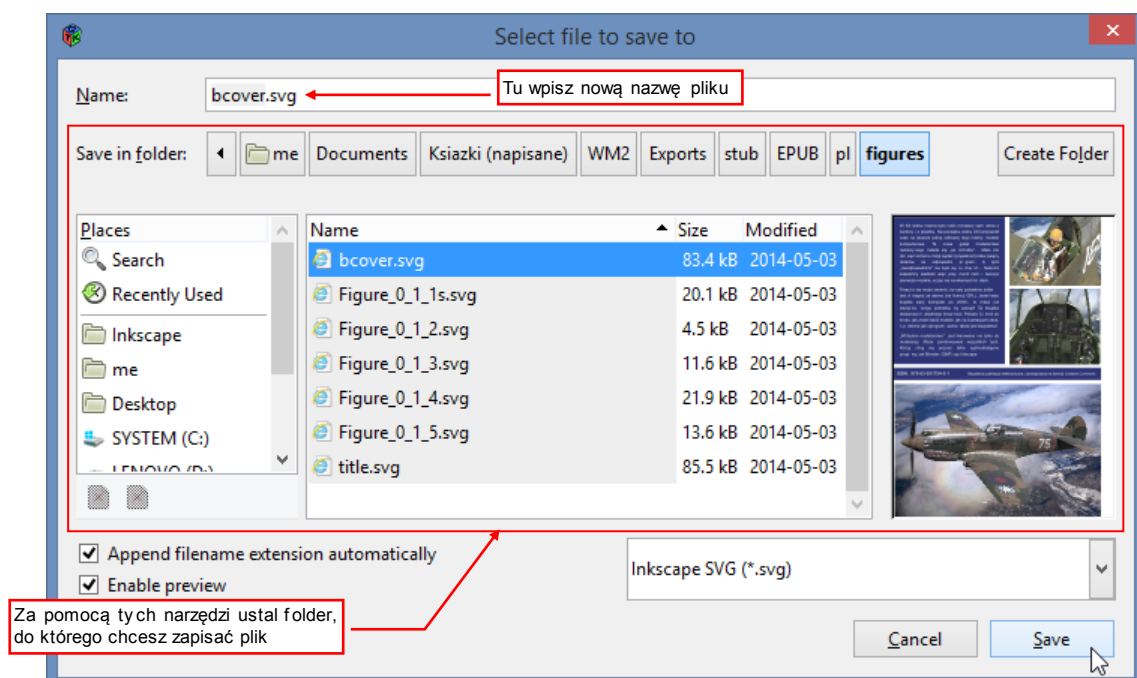 Select file to save to
Name: bcover.svg Tu wpisz nową nazwę pliku
Save in folder: me Documents Ksiazki (napisane) WM2 Exports stub EPUB pl figures Create Folder
Places Name Size Modified
Search bcover.svg 83.4 kB 2014-05-03
Recently Used Figure_0_1_1s.svg 20.1 kB 2014-05-03
Inkscape Figure_0_1_2.svg 4.5 kB 2014-05-03
me Figure_0_1_3.svg 11.6 kB 2014-05-03
Desktop Figure_0_1_4.svg 21.9 kB 2014-05-03
SYSTEM (C:) Figure_0_1_5.svg 13.6 kB 2014-05-03
LENOVO (D:) title.svg 85.5 kB 2014-05-03
75
Append filename extension automatically
Inkscape SVG (*.svg)
Enable preview
Za pomocą tych narzędzi ustal folder,
do którego chcesz zapisać plik
Cancel Save